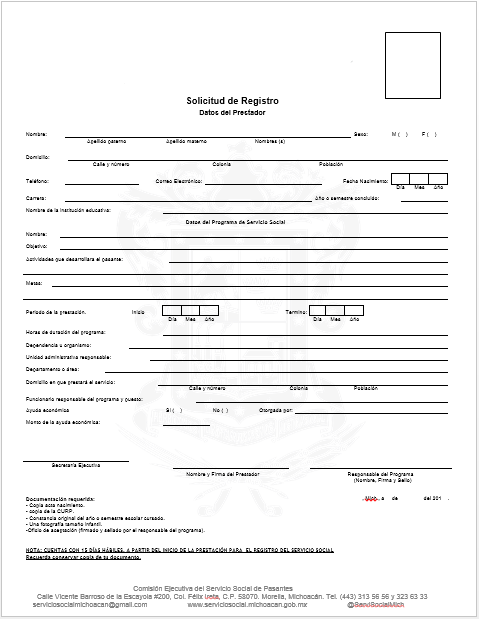 Solicitud de Registro
Datos del Prestador
Nombre: Sexo: M ( ) F ( )
Apellido paterno Apellido materno Nombres (s)
Domicilio:
Calle y número Colonia Población
Teléfono: Correo Electrónico: Fecha Nacimiento:
Día Mes Año
Carrera: Año o semestre concluido:
Nombre de la institución educativa:
Datos del Programa de Servicio Social
Nombre:
Objetivo:
Actividades que desarrollara el pasante:
Metas:
Periodo de la prestación. Inicio Termino:
Día Mes Año Día Mes Año
Horas de duración del programa:
Dependencia u organismo:
Unidad administrativa responsable:
Departamento o área:
Domicilio en que prestará el servicio:
Calle y número Colonia Población
Funcionario responsable del programa y puesto:
Ayuda económica Si ( ) No ( ) Otorgada por:
Monto de la ayuda económica:
Secretaría Ejecutiva
Nombre y Firma del Prestador
Responsable del Programa
(Nombre, Firma y Sello)
Documentación requerida:
- Copia acta nacimiento.
- copia de la CURP.
- Constancia original del año o semestre escolar cursado.
- Una fotografía tamaño infantil.
-Oficio de aceptación (firmado y sellado por el responsable del programa).
Mich., a de del 201 .
NOTA: CUENTAS CON 15 DÍAS HÁBILES, A PARTIR DEL INICIO DE LA PRESTACIÓN PARA EL REGISTRO DEL SERVICIO SOCIAL
Recuerda conservar copia de tu documento.
Comisión Ejecutiva del Servicio Social de Pasantes
Calle Vicente Barroso de la Escayola #200, Col. Félix Ireta, C.P. 58070. Morelia, Michoacán. Tel. (443) 313 56 56 y 323 64 33
serviciosocialmichoacan@gmail.com www.serviciosocial.michoacan.gob.mx @ServiSocialMich